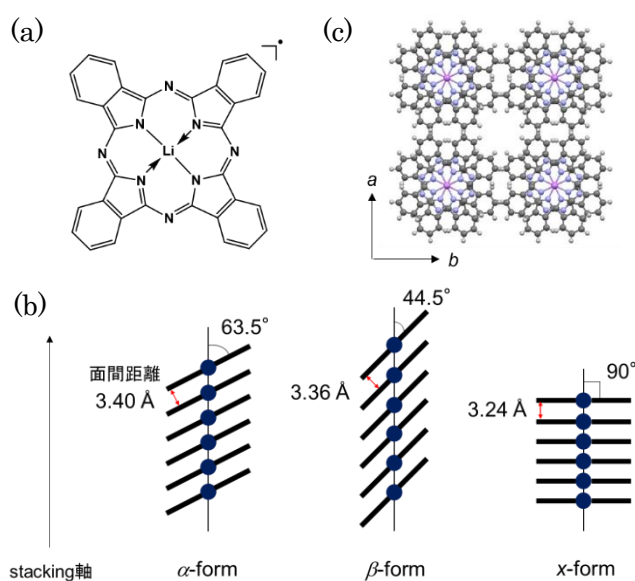 (a)
N
N
N
N
Li
N
N
N
N
•
(c)
a
b
(b)
63.5°
44.5°
90°
面間距離
3.40 Å
3.36 Å
3.24 Å
stacking軸
α-form
β-form
x-form